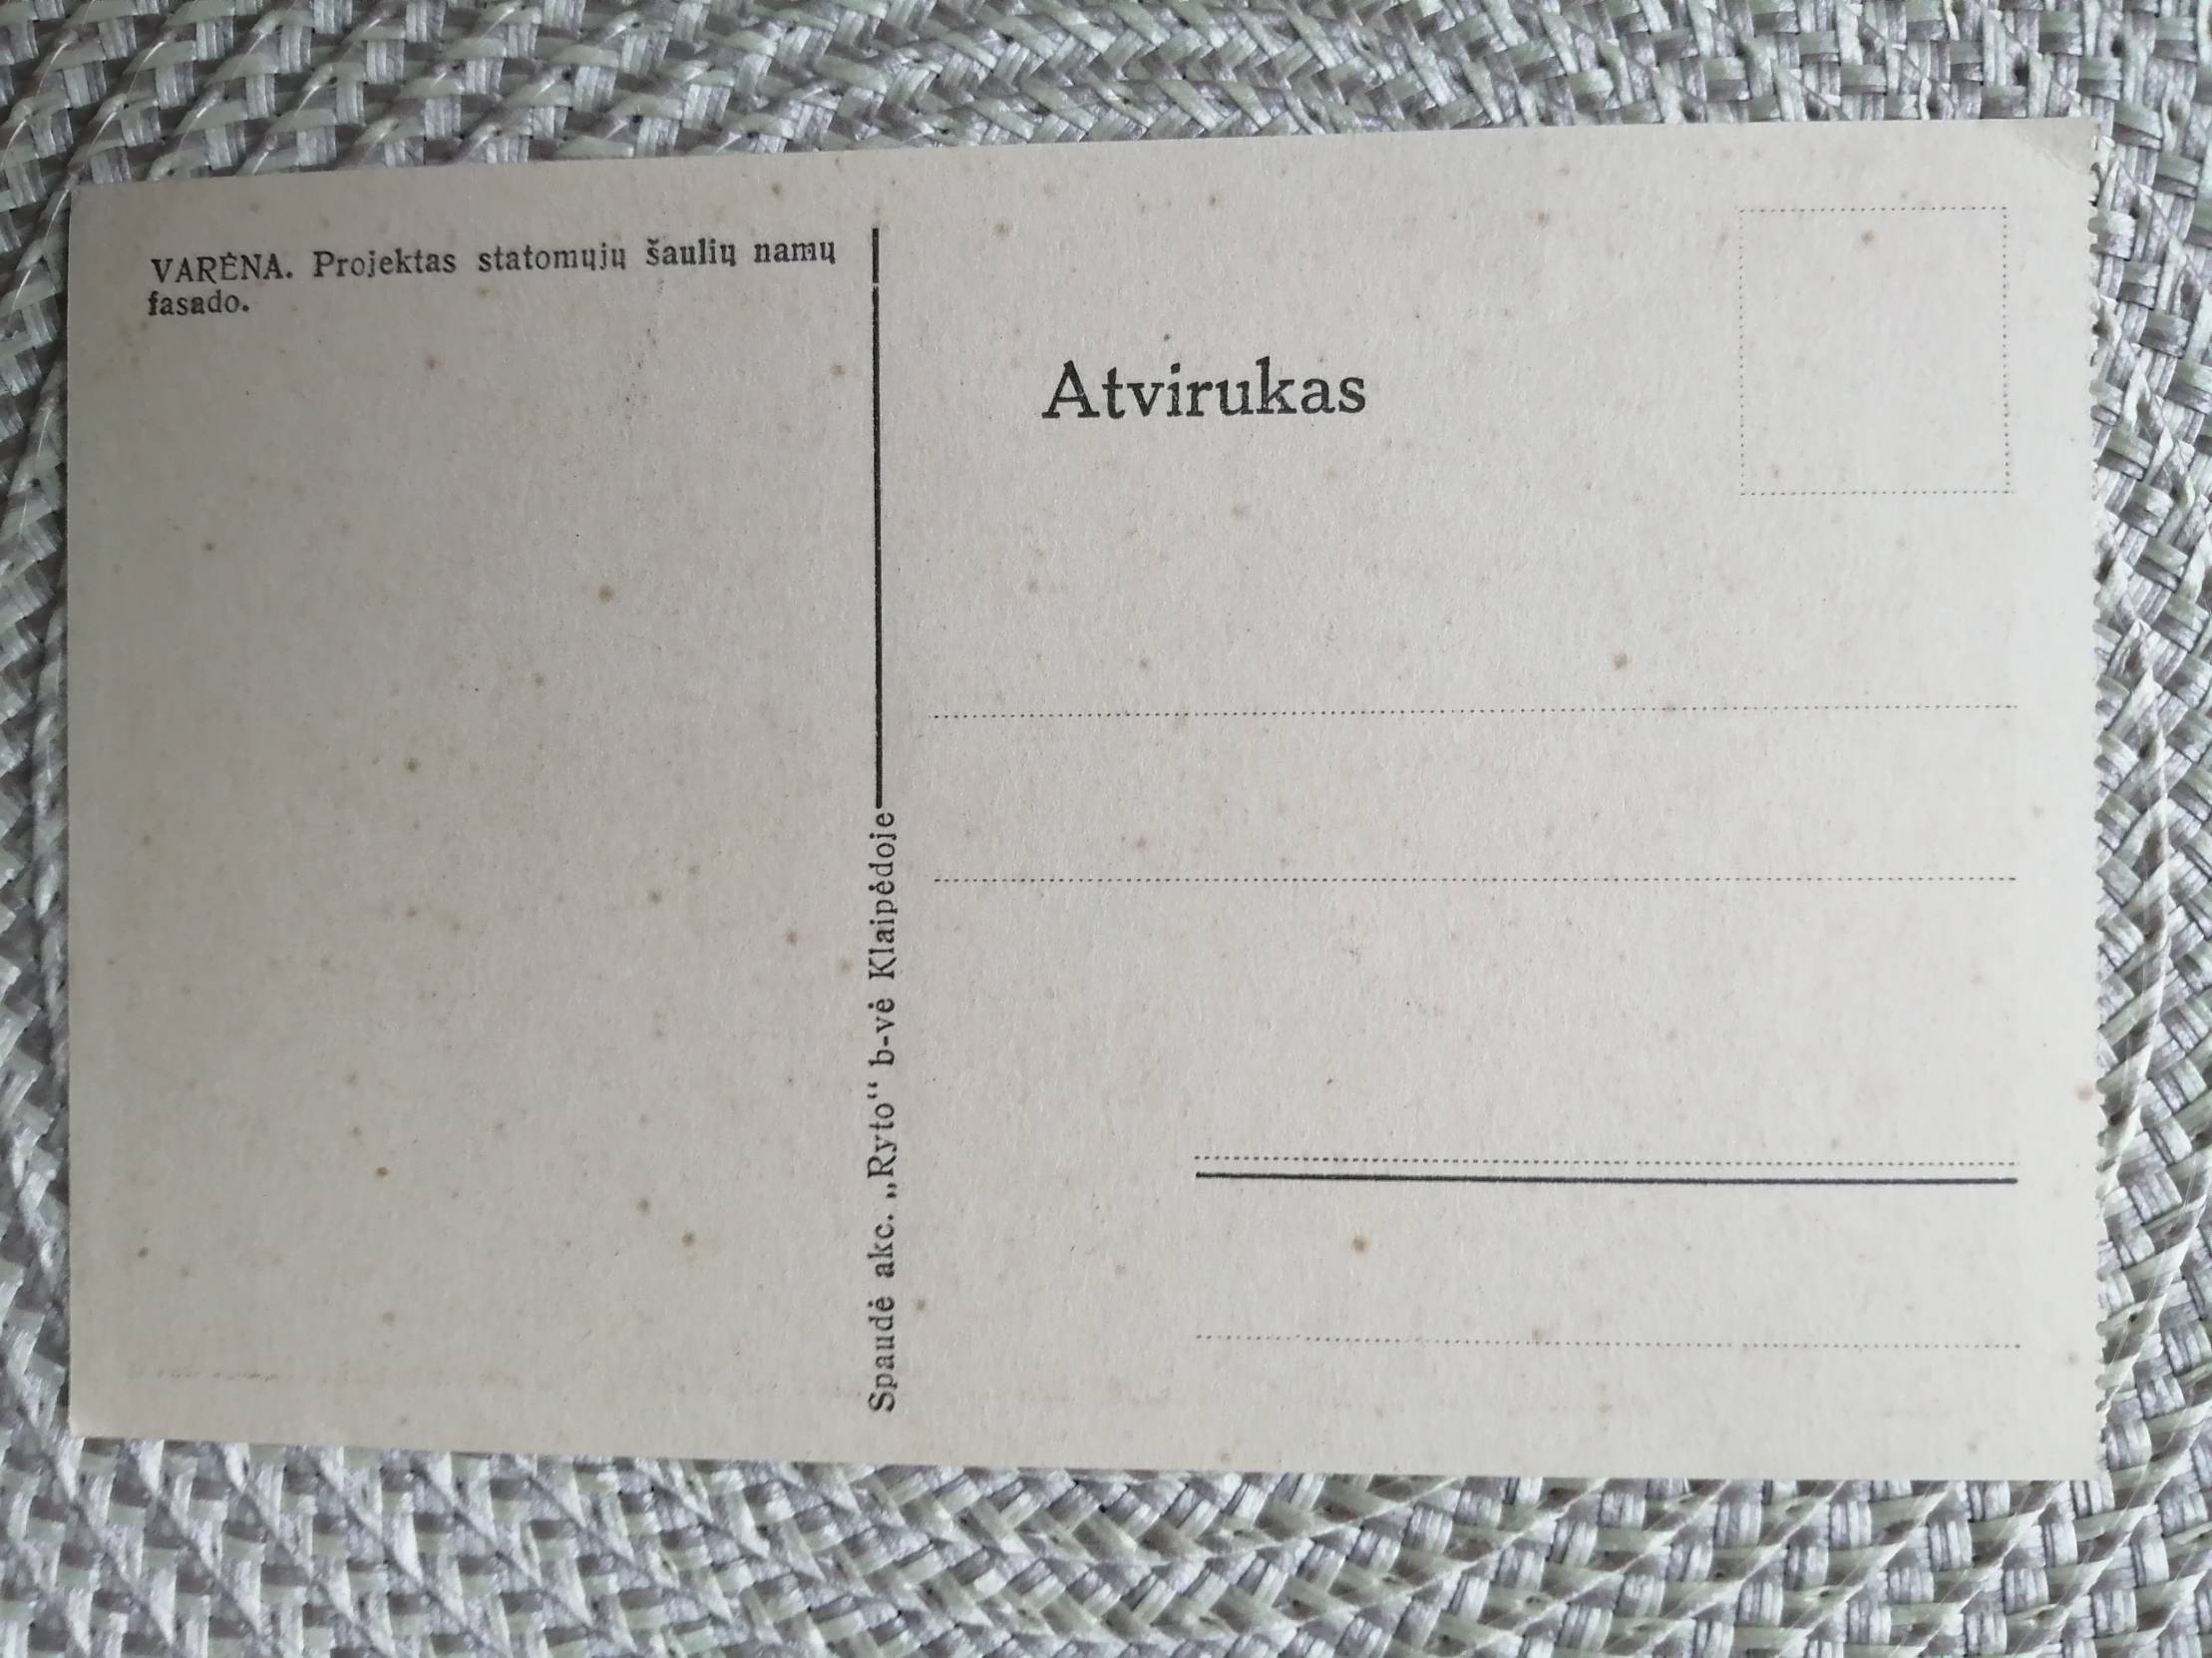 VARĖNA. Projektas statomųjų šaulių namų
fasado.
Atvirukas
Spaudė akc. „Ryto“ b-vė Klaipėdoje